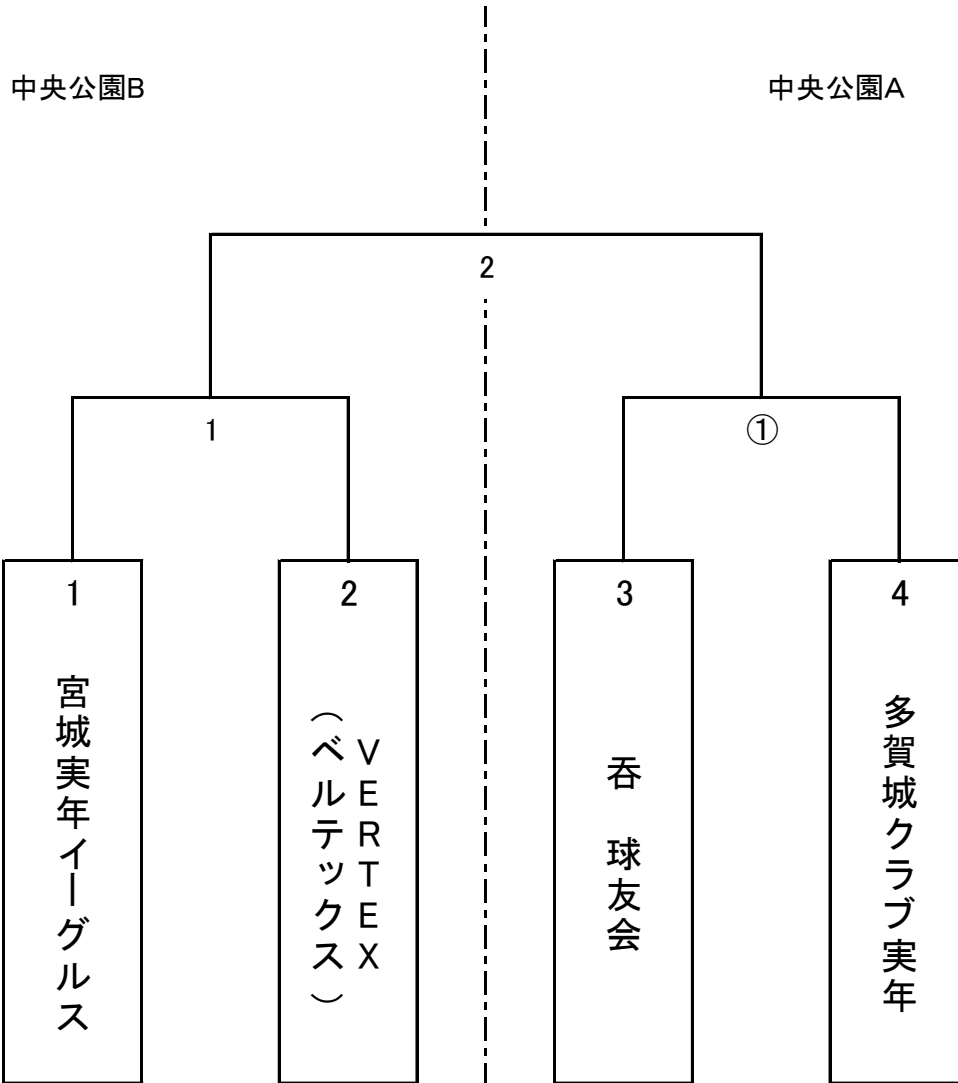 中央公園B
中央公園A
2
1
①
1
宮城実年イーグルス
2
VERTEX
（ベルテックス）
3
呑 球友会
4
多賀城クラブ実年